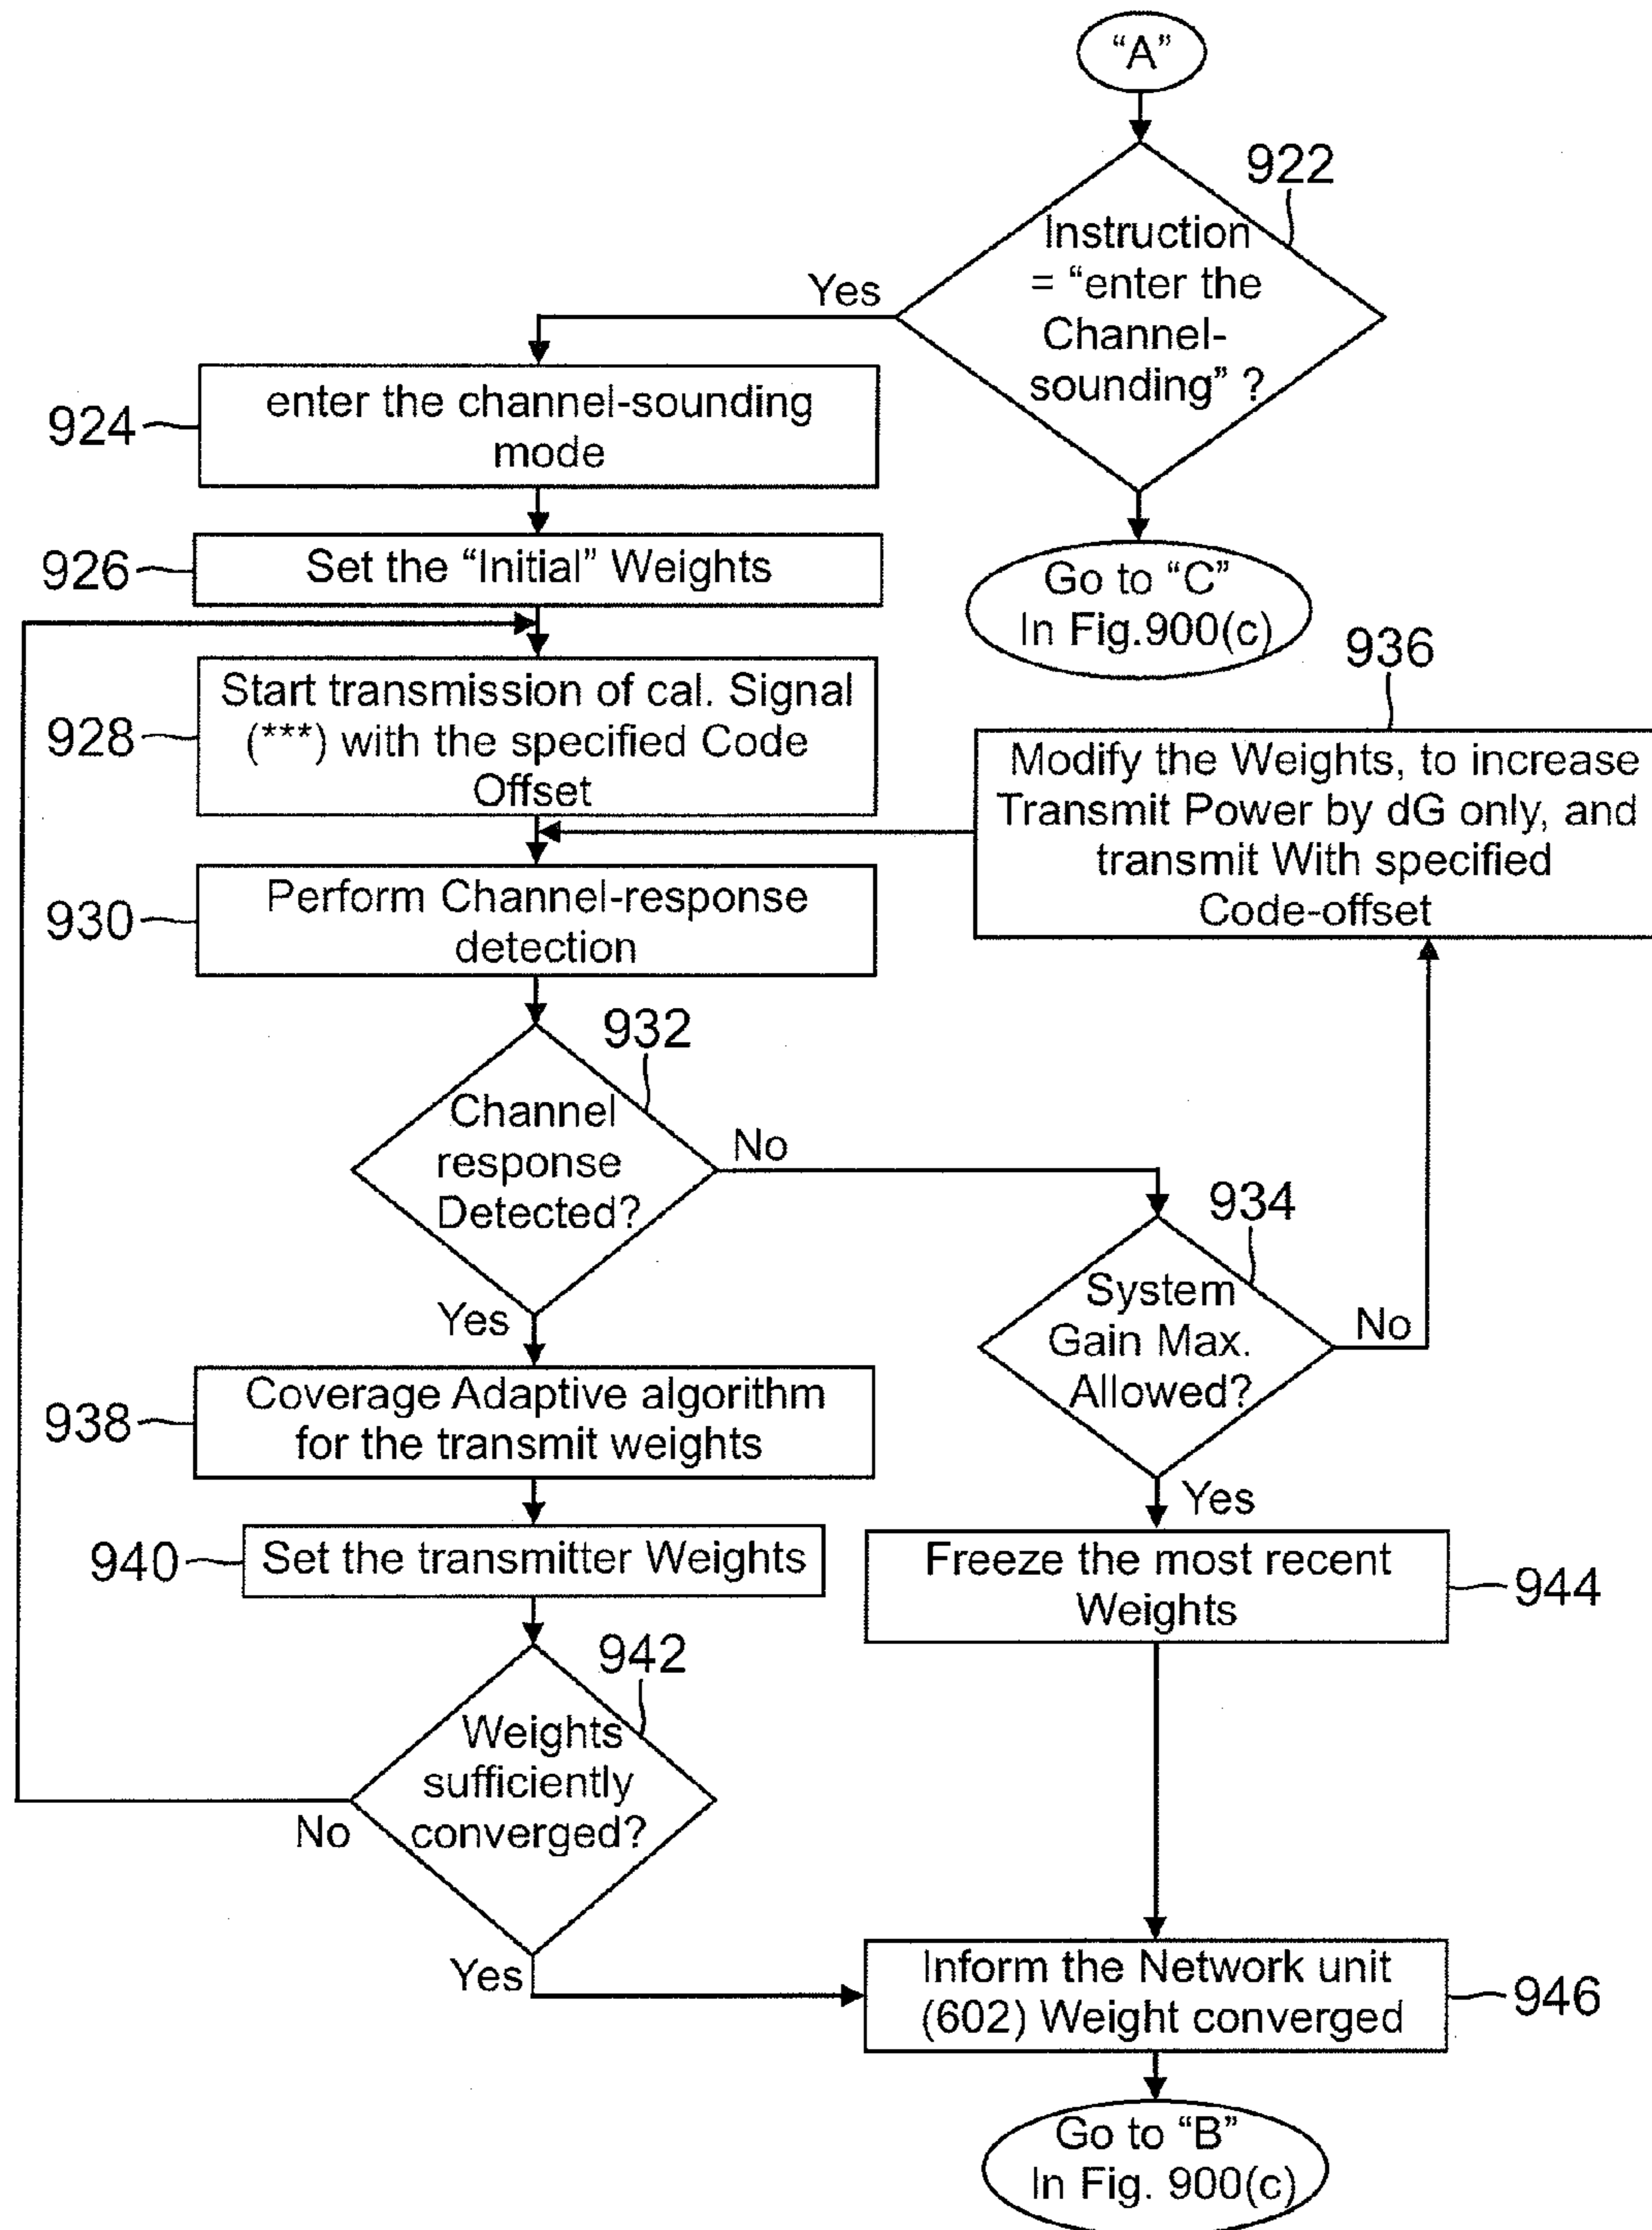 “A”
922
Instruction
= “enter the
Channel-
sounding” ?
Yes
924
enter the channel-sounding
mode
926
Set the “Initial” Weights
Go to “C”
In Fig.900(c)
928
Start transmission of cal. Signal
(***) with the specified Code
Offset
936
Modify the Weights, to increase
Transmit Power by dG only, and
transmit With specified
Code-offset
930
Perform Channel-response
detection
932
Channel
response
Detected?
No
Yes
934
System
Gain Max.
Allowed?
No
Yes
938
Coverage Adaptive algorithm
for the transmit weights
940
Set the transmitter Weights
Freeze the most recent
Weights
944
942
Weights
sufficiently
converged?
No
Yes
Inform the Network unit
(602) Weight converged
946
Go to “B”
In Fig. 900(c)